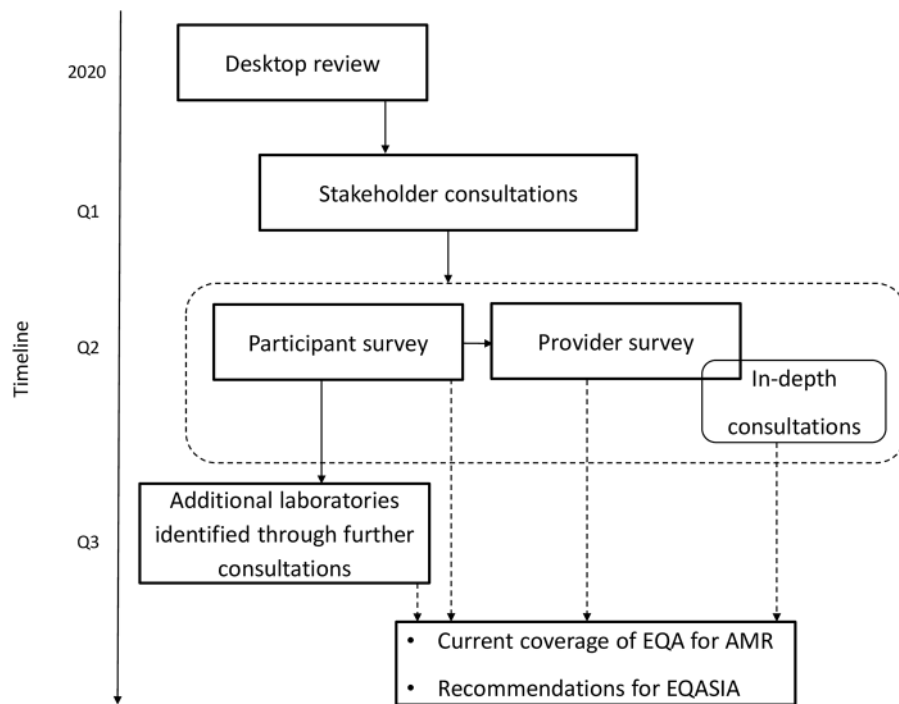 2020
Desktop review
Stakeholder consultations
Q1
Timeline
Q2
Participant survey
Provider survey
In-depth
consultations
Q3
Additional laboratories
identified through further
consultations
• Current coverage of EQA for AMR
• Recommendations for EQASIA